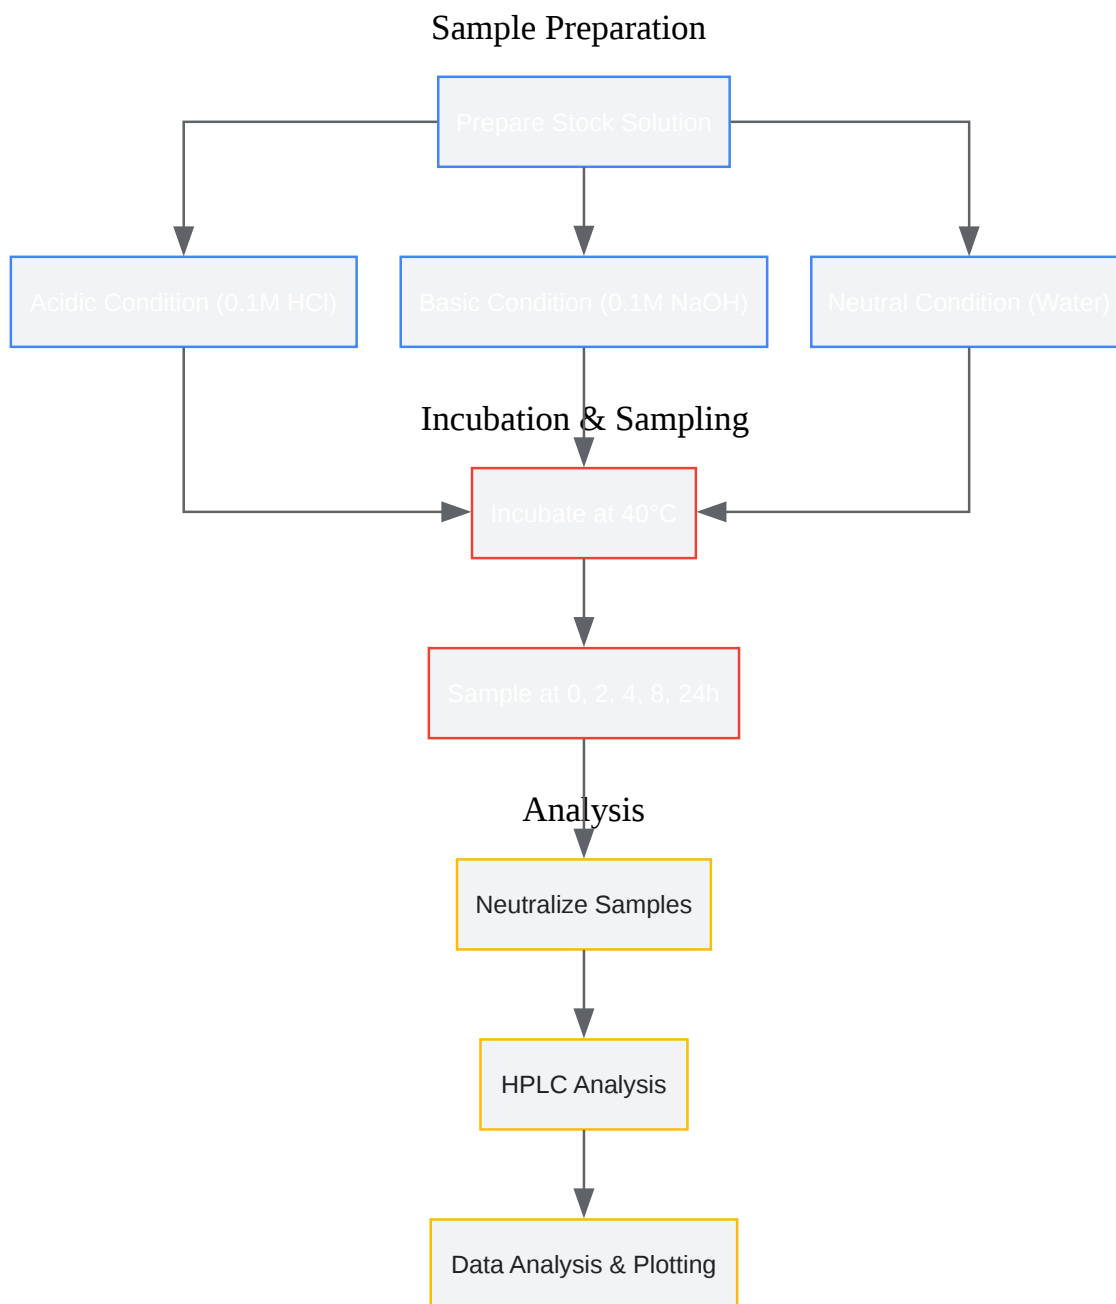 Sample Preparation
Prepare Stock Solution
Acidic Condition (0.1M HCl)
Basic Condition (0.1M NaOH)
Neutral Condition (Water)
Incubation & Sampling
Incubate at 40°C
Sample at 0, 2, 4, 8, 24h
Analysis
Neutralize Samples
HPLC Analysis
Data Analysis & Plotting